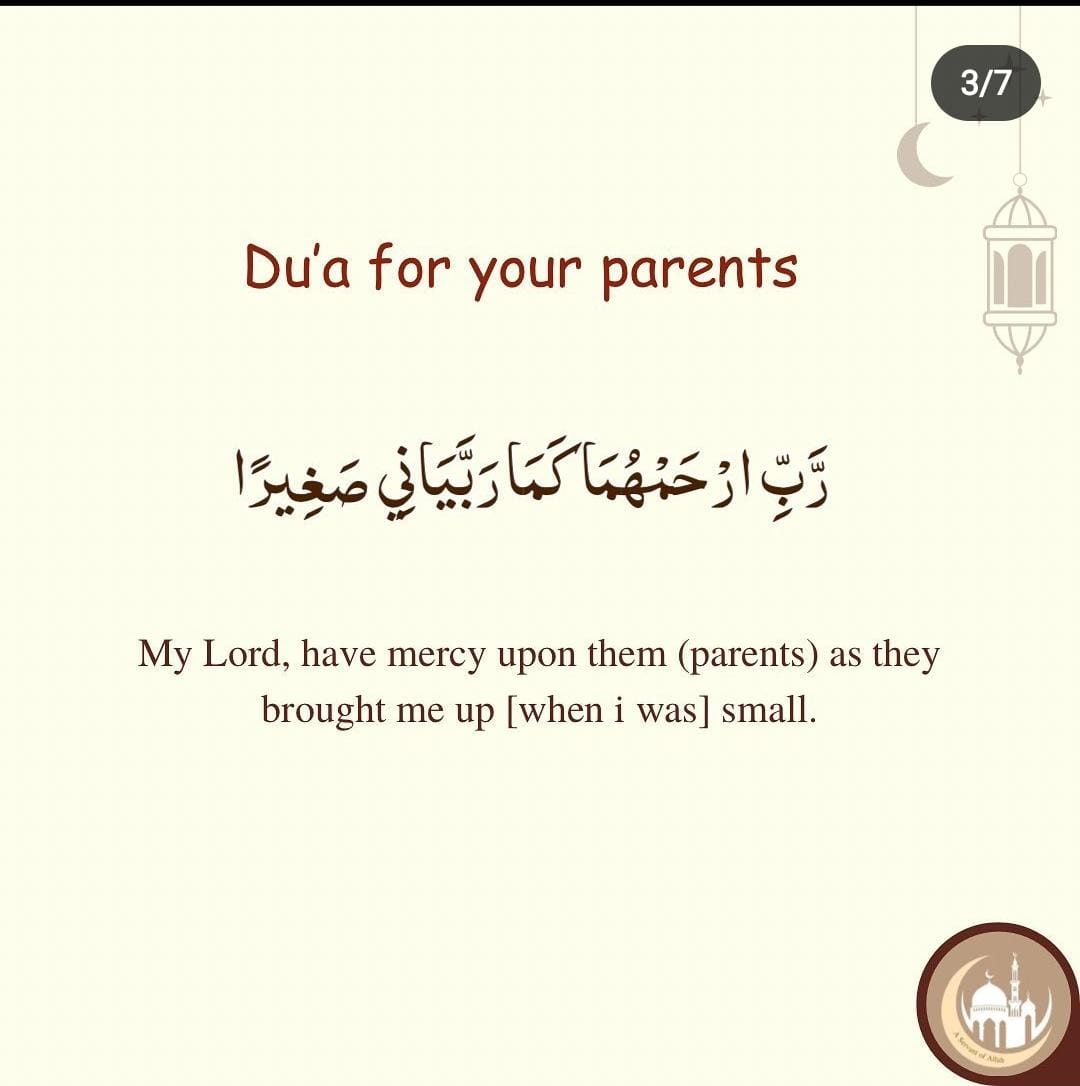 3/7
Du'a for your parents
رَّبِّ ارْحَمْهُمَا كَمَا رَبَّيَانِي صَغِيرًا
My Lord, have mercy upon them (parents) as they
brought me up [when i was] small.
A Servant of Allah